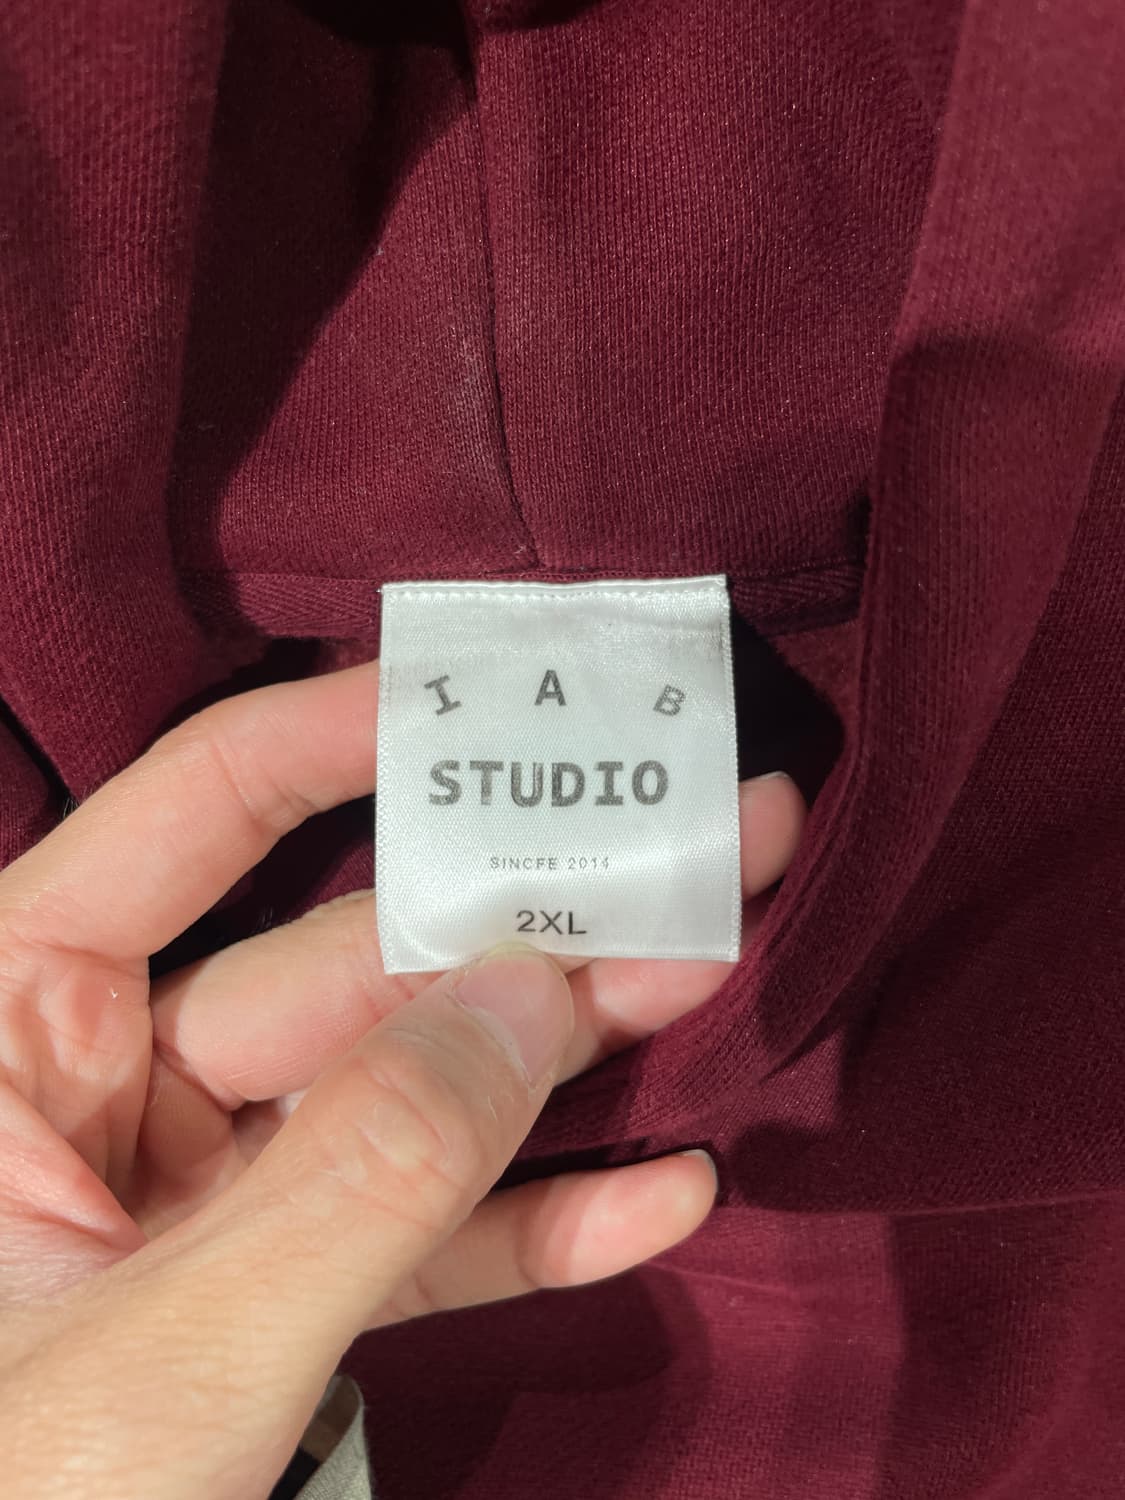 I A B
STUDIO
SINCFE 2014
2XL